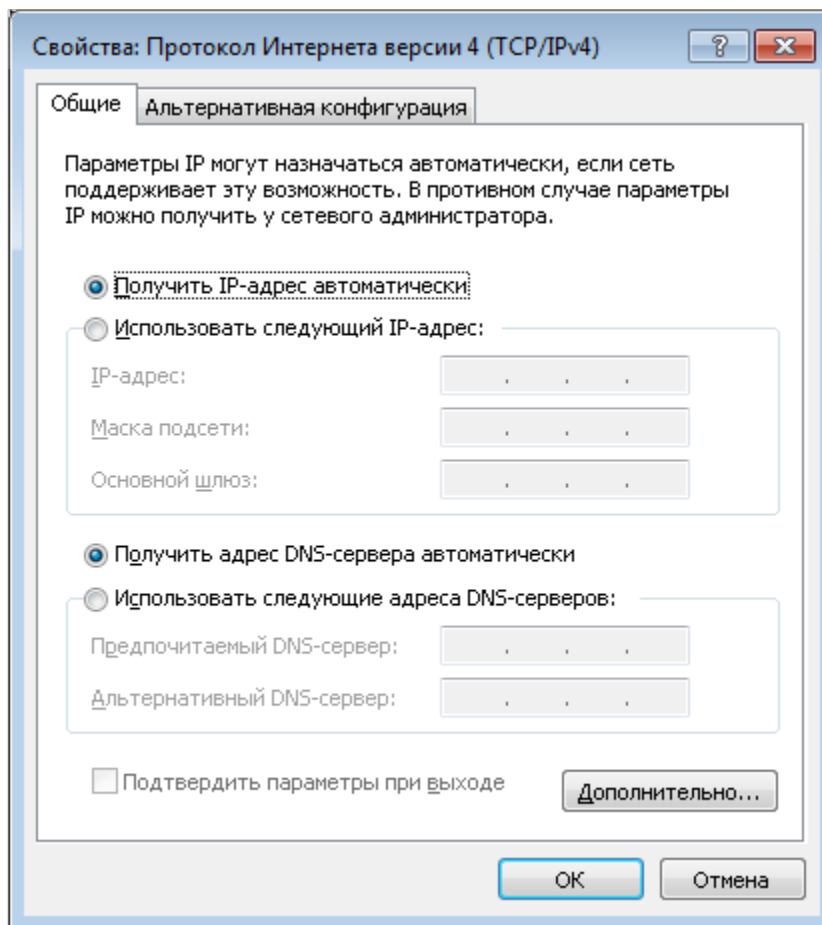 Свойства: Протокол Интернета версии 4 (TCP/IPv4)
Общие
Альтернативная конфигурация
Параметры IP могут назначаться автоматически, если сеть
поддерживает эту возможность. В противном случае параметры
IP можно получить у сетевого администратора.
Получить IP-адрес автоматически
Использовать следующий IP-адрес:
IP-адрес:
Маска подсети:
Основной шлюз:
Получить адрес DNS-сервера автоматически
Использовать следующие адреса DNS-серверов:
Предпочитаемый DNS-сервер:
Альтернативный DNS-сервер:
Подтвердить параметры при выходе
Дополнительно...
ОК
Отмена